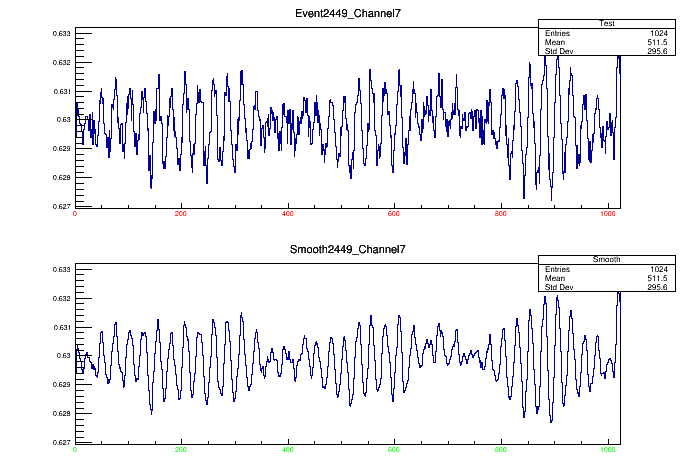 Event2449_Channel7
Test
Entries 1024
Mean 511.5
Std Dev 295.6
0.633
0.632
0.631
0.63
0.629
0.628
0.627
0 200 400 600 800 1000
Smooth2449_Channel7
Smooth
Entries 1024
Mean 511.5
Std Dev 295.6
0.633
0.632
0.631
0.63
0.629
0.628
0.627
0 200 400 600 800 1000